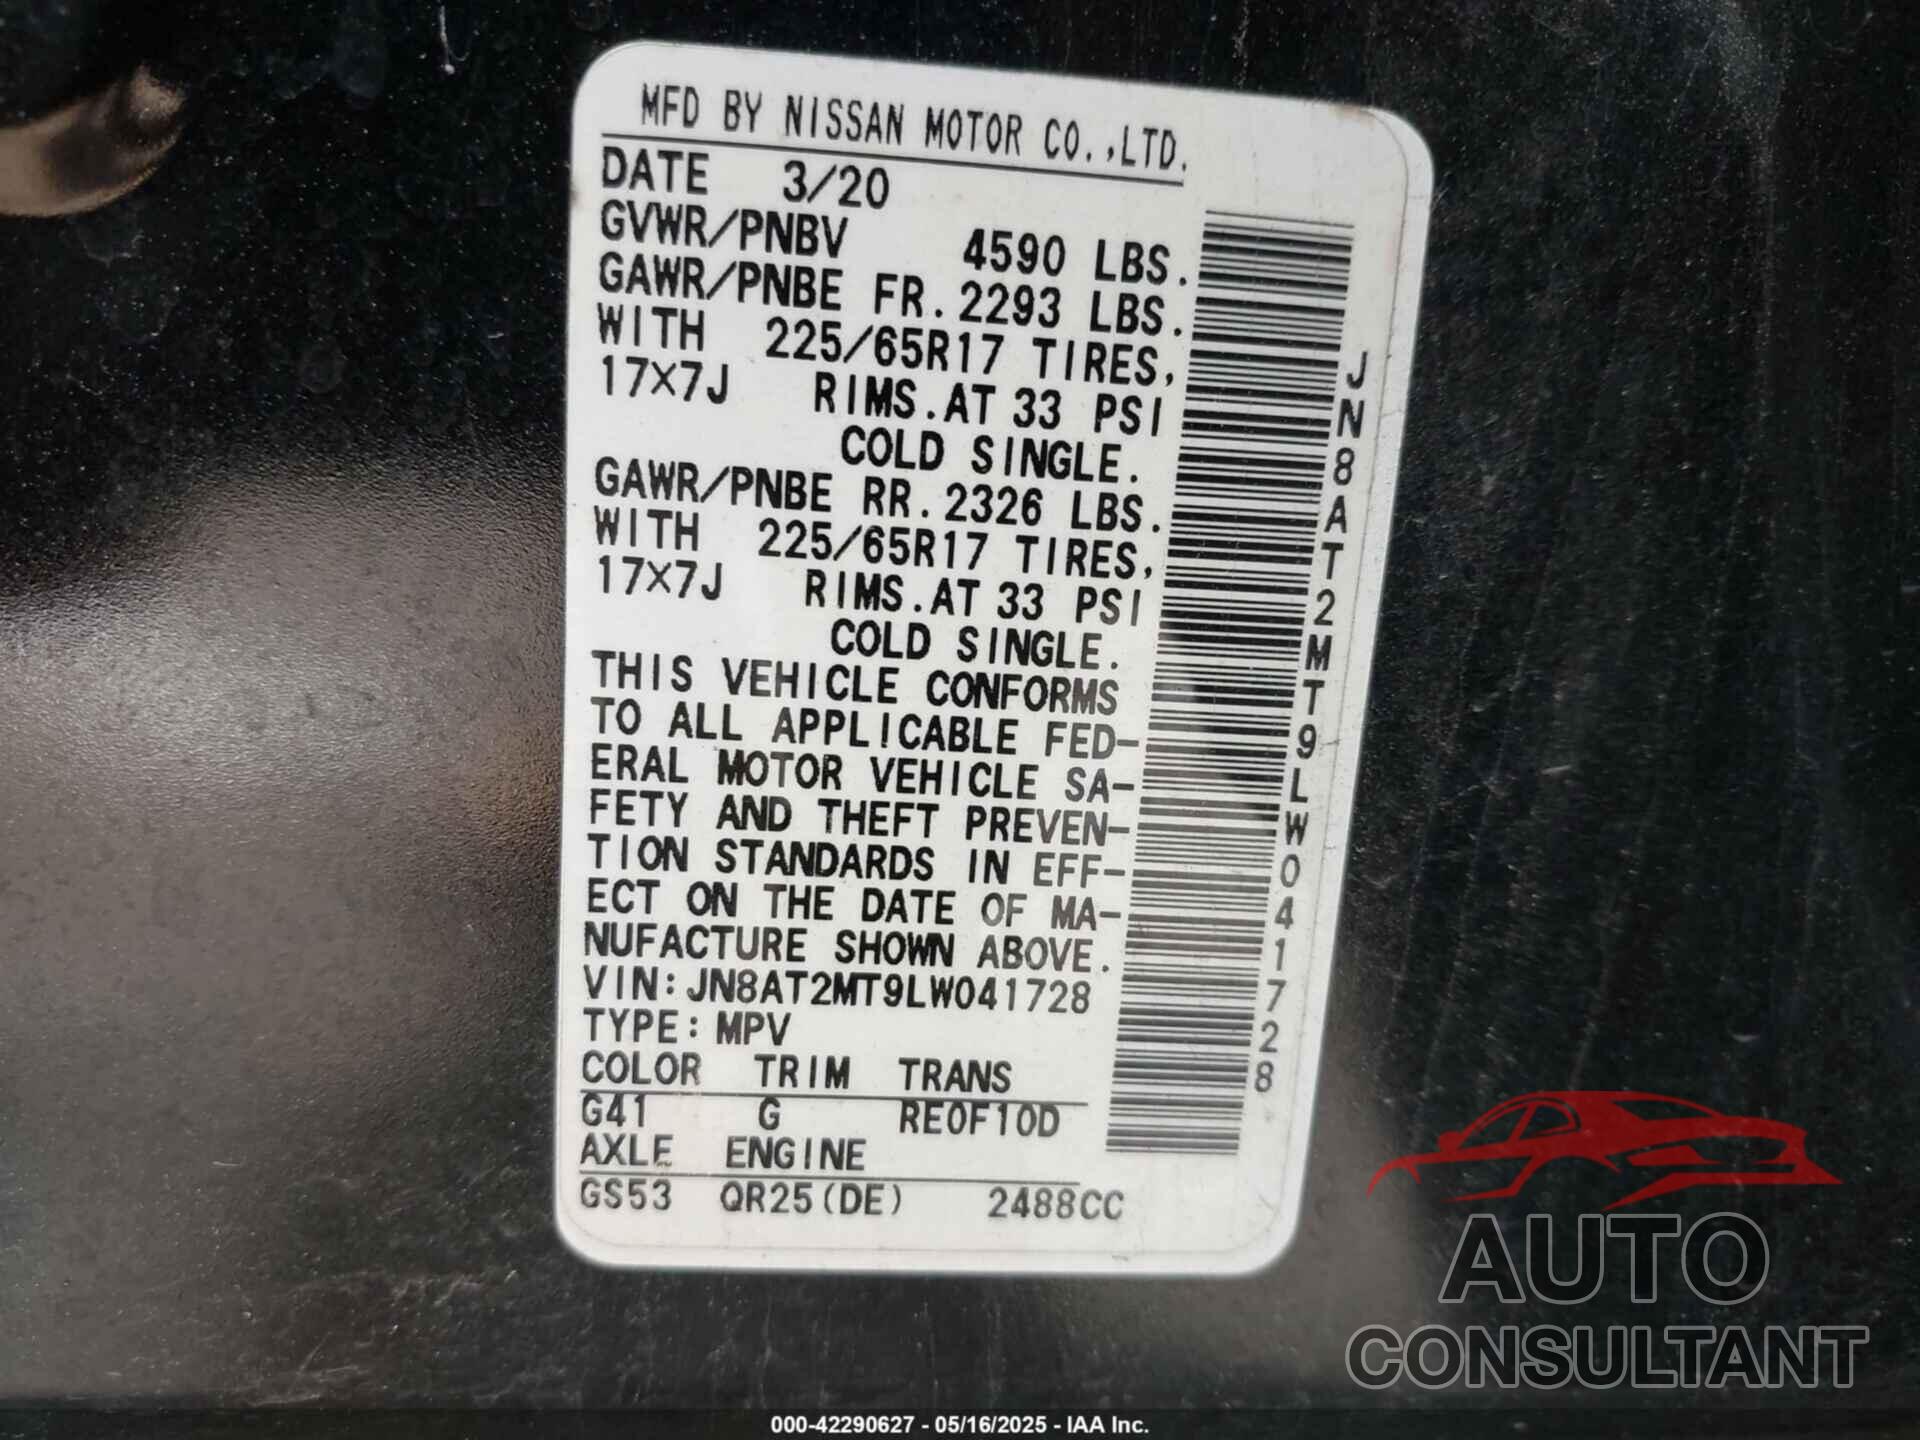 MFD BY NISSAN MOTOR CO.,LTD.
DATE 3/20
GVWR/PNBV 4590 LBS.
GAWR/PNBE FR. 2293 LBS.
WITH 225/65R17 TIRES,
17X7J RIMS. AT 33 PSI
COLD SINGLE.
GAWR/PNBE RR. 2326 LBS.
WITH 225/65R17 TIRES,
17X7J RIMS. AT 33 PSI
COLD SINGLE.
THIS VEHICLE CONFORMS
TO ALL APPLICABLE FED-
ERAL MOTOR VEHICLE SA-
FETY AND THEFT PREVEN-
TION STANDARDS IN EFF-
ECT ON THE DATE OF MA-
NUFACTURE SHOWN ABOVE.
VIN: JN8AT2MT9LW041728
TYPE: MPV
COLOR TRIM TRANS
G41 G RE0F10D
AXLE ENGINE
GS53 QR25(DE) 2488CC
JN8AT2MT9LW041728
AUTO
CONSULTANT
000-42290627 - 05/16/2025 - IAA Inc.